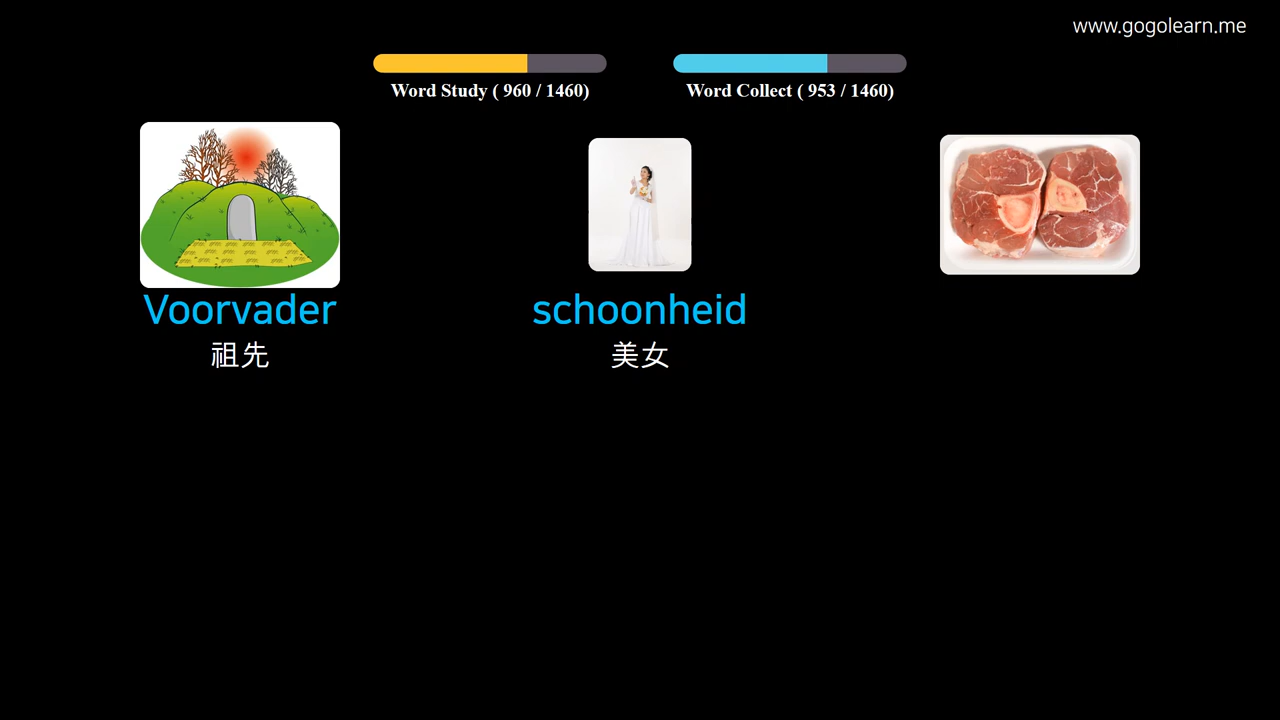 www.gogolearn.me
Word Study ( 960 / 1460)
Word Collect ( 953 / 1460)
Voorvader
schoonheid
祖先
美女